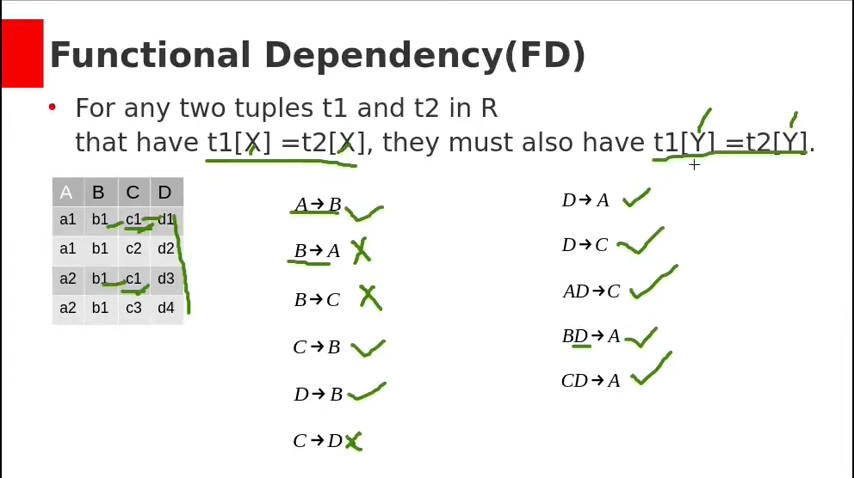 Functional Dependency(FD)
• For any two tuples t1 and t2 in R
that have t1[X] =t2[X], they must also have t1[Y] =t2[Y].
A B C D
a1 b1 c1 d1
a1 b1 c2 d2
a2 b1 c1 d3
a2 b1 c3 d4
A→B
B→A
B→C
C→B
D→B
C→D
D→A
D→C
AD→C
BD→A
CD→A